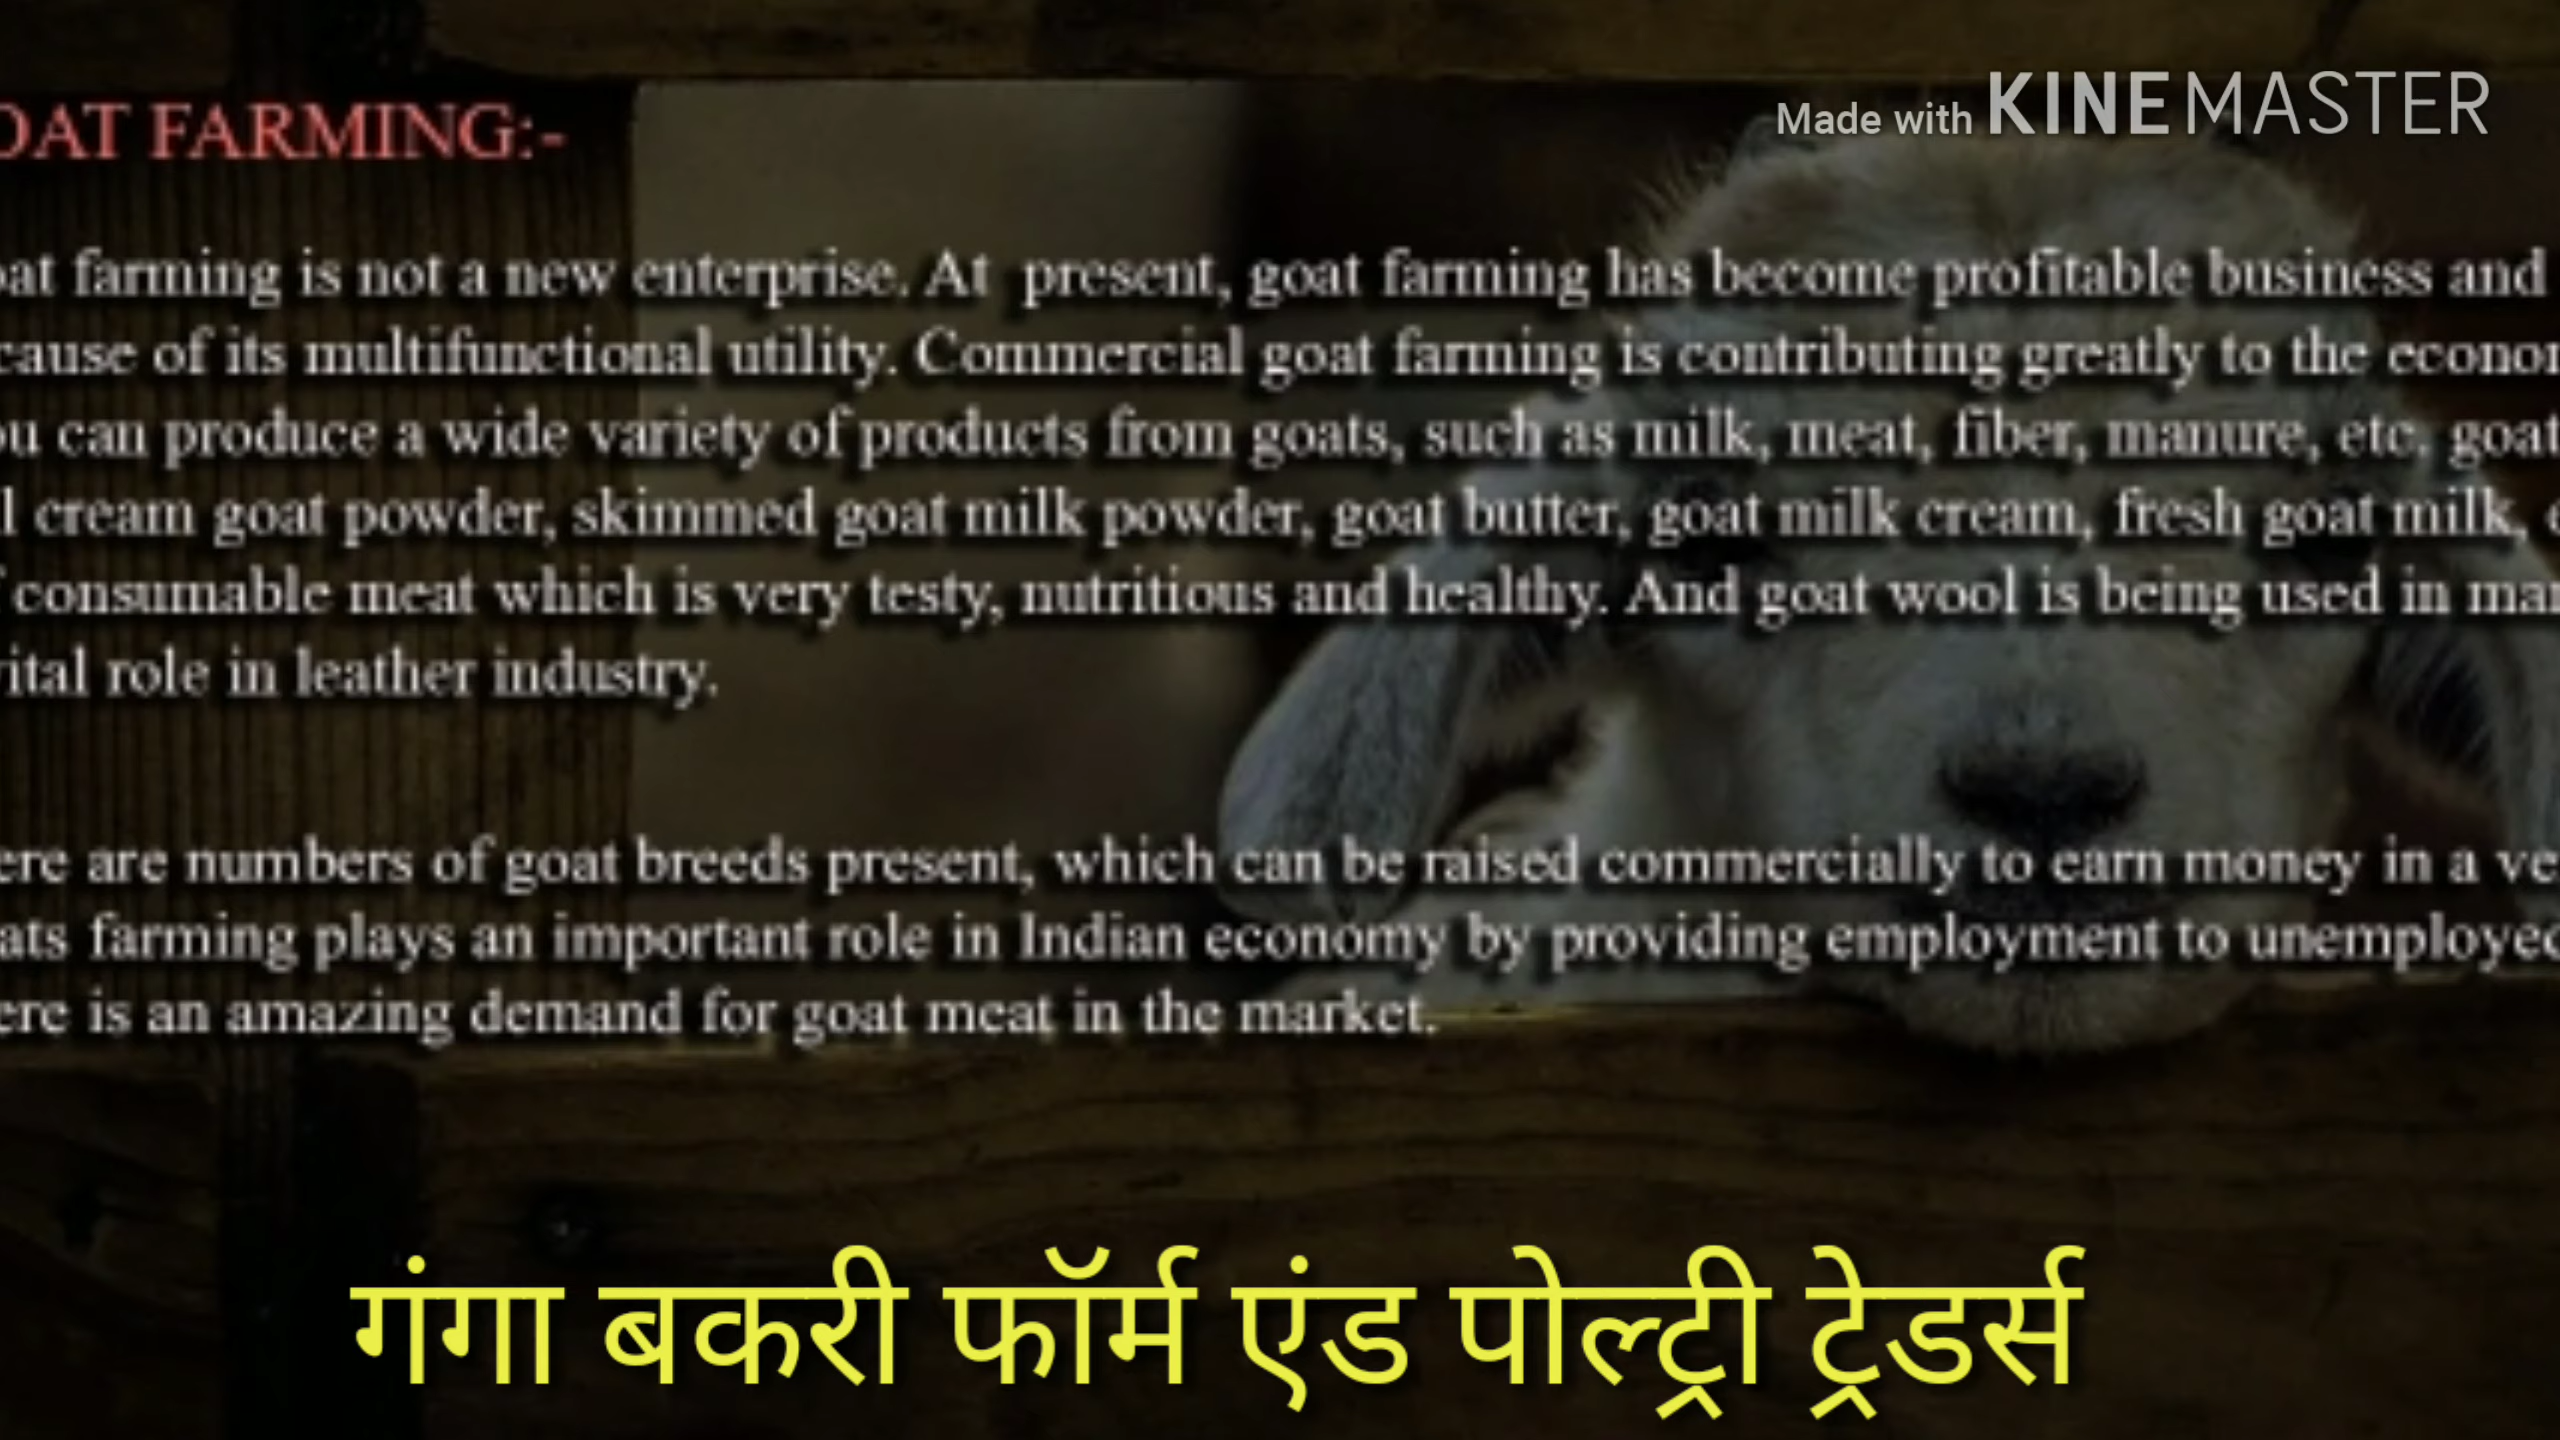 Made with KINEMASTER
OAT FARMING:-
oat farming is not a new enterprise. At present, goat farming has become profitable business and
cause of its multifunctional utility. Commercial goat farming is contributing greatly to the econor
ou can produce a wide variety of products from goats, such as milk, meat, fiber, manure, etc. goat
l cream goat powder, skimmed goat milk powder, goat butter, goat milk cream, fresh goat milk,
consumable meat which is very testy, nutritious and healthy. And goat wool is being used in mar
vital role in leather industry.
ere are numbers of goat breeds present, which can be raised commercially to earn money in a ve
ats farming plays an important role in Indian economy by providing employment to unemployed
ere is an amazing demand for goat meat in the market.
गंगा बकरी फॉर्म एंड पोल्ट्री ट्रेडर्स